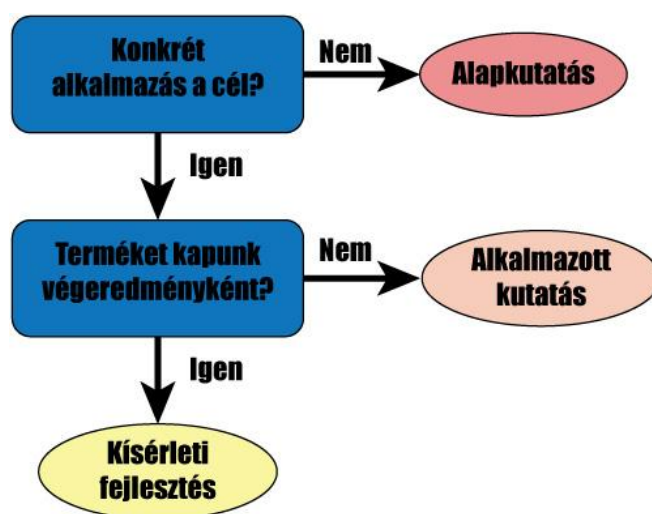 Konkrét
alkalmazás a cél?
Nem
Alapkutatás
Igen
Terméket kapunk
végeredményként?
Nem
Alkalmazott
kutatás
Igen
Kísérleti
fejlesztés